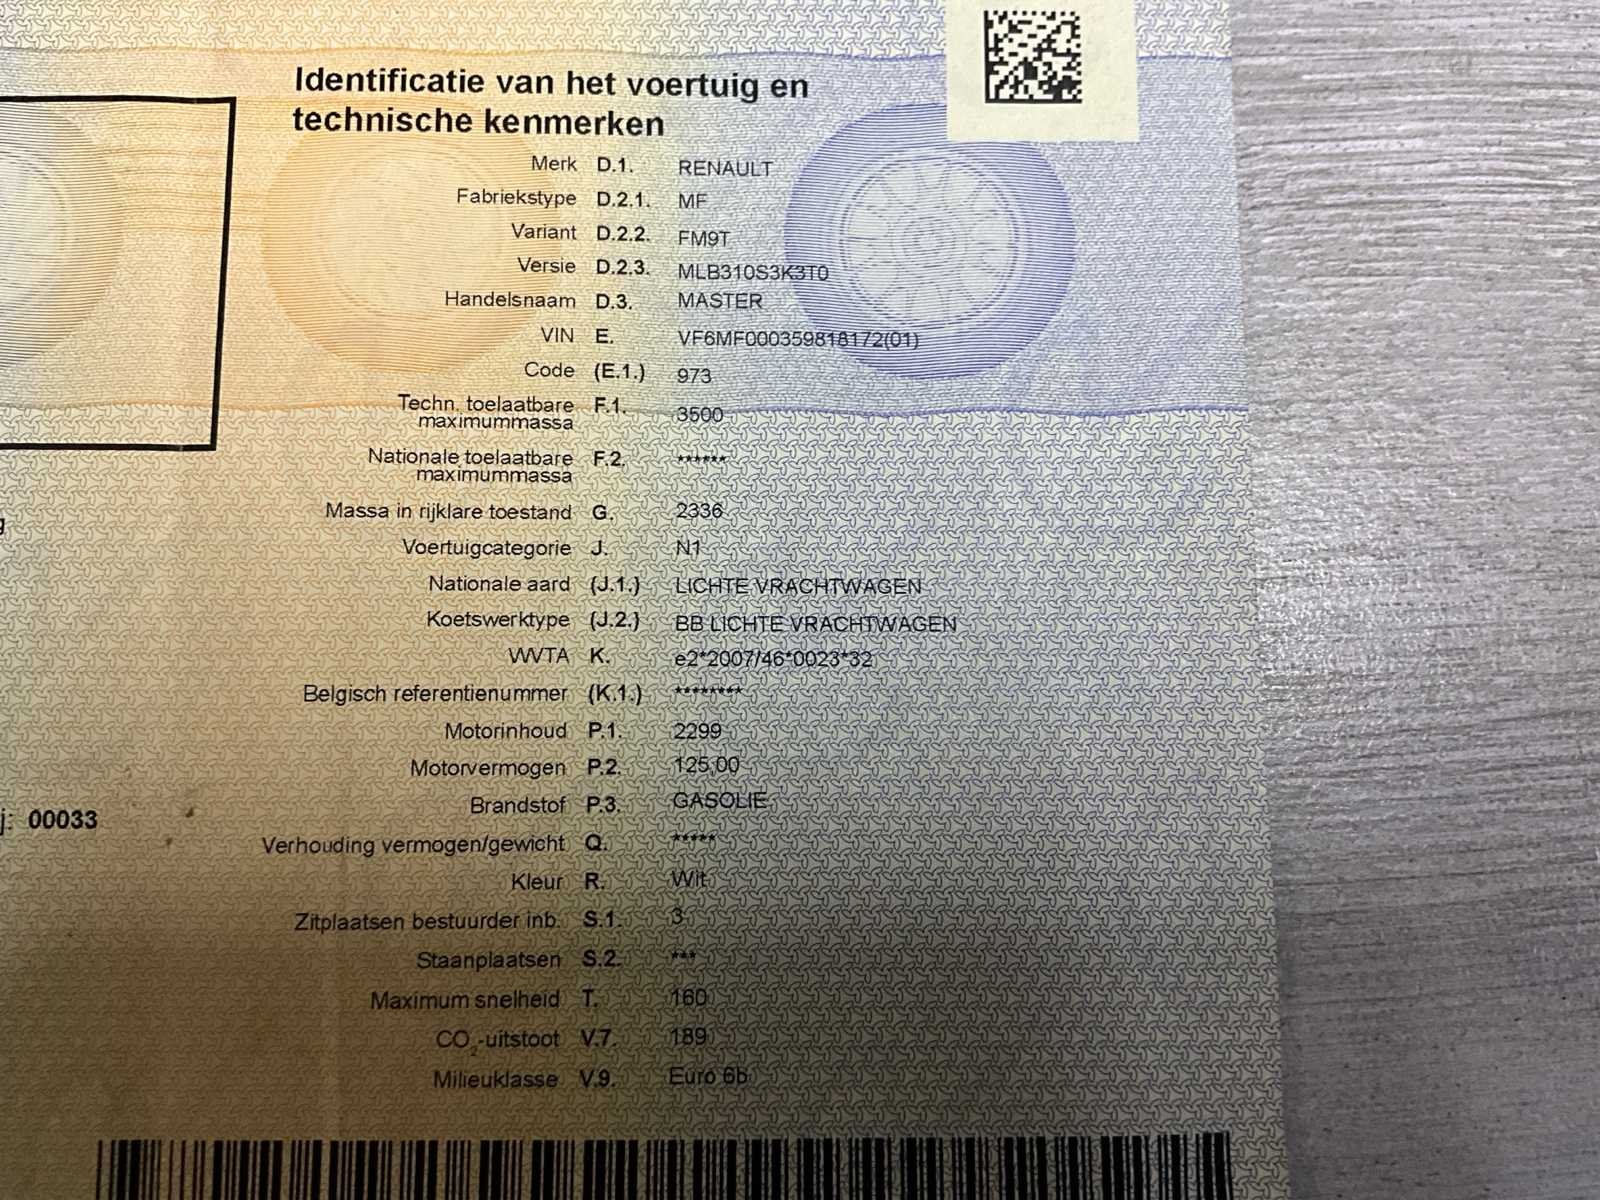 Identificatie van het voertuig en
technische kenmerken
Merk D.1. RENAULT
Fabriekstype D.2.1. MF
Variant D.2.2. FM9T
Versie D.2.3. MLB310S3K3T0
Handelsnaam D.3. MASTER
VIN E. VF6MF000359818172(01)
Code (E.1.) 973
Techn. toelaatbare F.1. 3500
maximummassa
Nationale toelaatbare F.2. ******
maximummassa
Massa in rijklare toestand G. 2336
Voertuigcategorie J. N1
Nationale aard (J.1.) LICHTE VRACHTWAGEN
Koetswerktype (J.2.) BB LICHTE VRACHTWAGEN
WVTA K. e2*2007/46*0023*32
Belgisch referentienummer (K.1.) ********
Motorinhoud P.1. 2299
Motorvermogen P.2. 125,00
Brandstof P.3. GASOLIE
j: 00033
Verhouding vermogen/gewicht Q. *****
Kleur R. Wit
Zitplaatsen bestuurder inb. S.1. 3
Staanplaatsen S.2. ***
Maximum snelheid T. 160
CO2-uitstoot V.7. 189
Milieuklasse V.9. Euro 6b